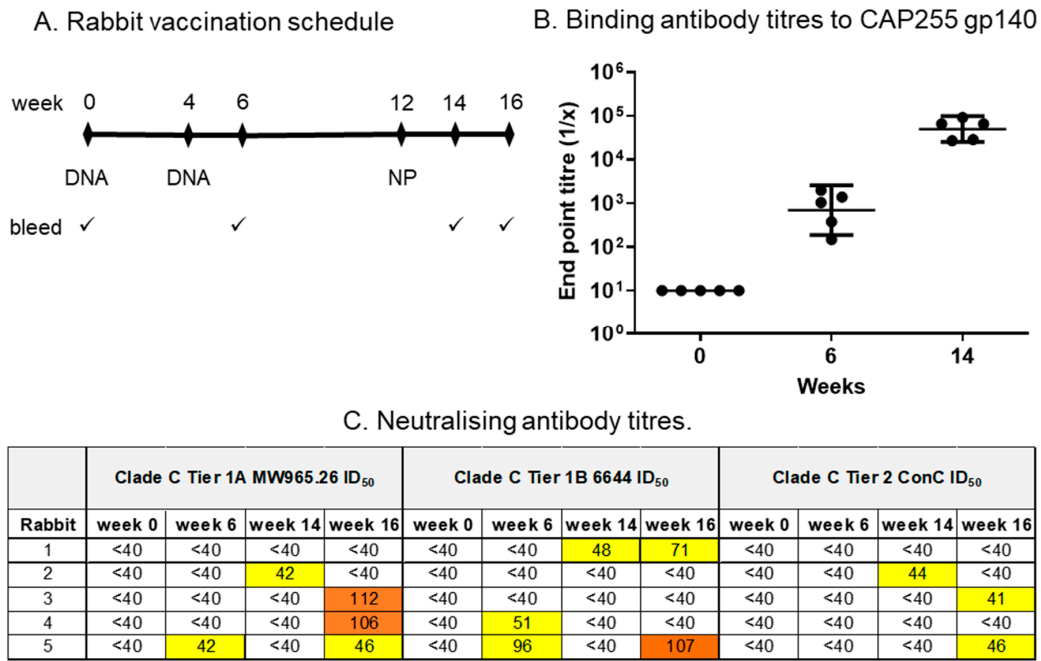 A. Rabbit vaccination schedule
week 0 4 6 12 14 16
DNA DNA NP
bleed ✓ ✓ ✓ ✓
B. Binding antibody titres to CAP255 gp140
End point titre (1/x)
10⁶
10⁵
10⁴
10³
10²
10¹
10⁰
0 6 14
Weeks
C. Neutralising antibody titres.
Clade C Tier 1A MW965.26 ID₅₀ Clade C Tier 1B 6644 ID₅₀ Clade C Tier 2 ConC ID₅₀
Rabbit week 0 week 6 week 14 week 16 week 0 week 6 week 14 week 16 week 0 week 6 week 14 week 16
1 <40 <40 <40 <40 <40 <40 48 71 <40 <40 <40 <40
2 <40 <40 42 <40 <40 <40 <40 <40 <40 <40 44 <40
3 <40 <40 <40 112 <40 <40 <40 <40 <40 <40 <40 41
4 <40 <40 <40 106 <40 51 <40 <40 <40 <40 <40 <40
5 <40 42 <40 46 <40 96 <40 107 <40 <40 <40 46